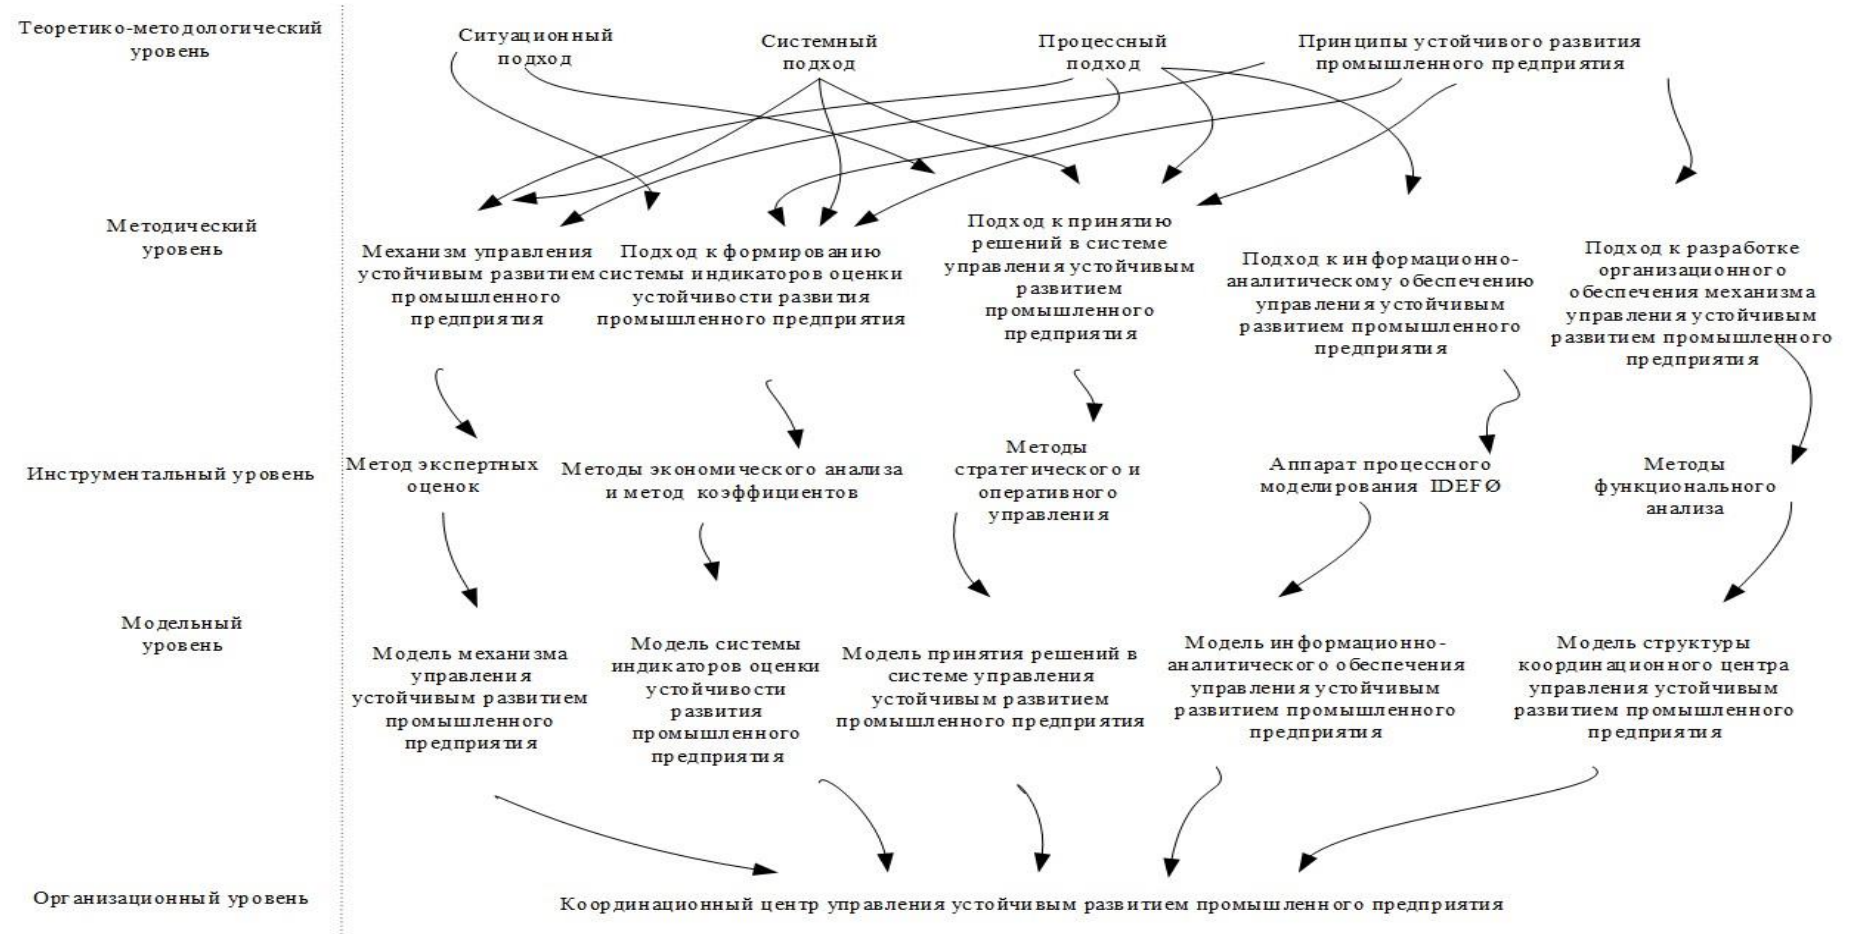 Теоретико-методологический
уровень
Ситуационный
подход
Системный
подход
Процессный
подход
Принципы устойчивого развития
промышленного предприятия
Методический
уровень
Механизм управления
устойчивым развитием
промышленного
предприятия
Подход к формированию
системы индикаторов оценки
устойчивости развития
промышленного предприятия
Подход к принятию
решений в системе
управления устойчивым
развитием
промышленного
предприятия
Подход к информационно-
аналитическому обеспечению
управления устойчивым
развитием промышленного
предприятия
Подход к разработке
организационного
обеспечения механизма
управления устойчивым
развитием промышленного
предприятия
Инструментальный уровень
Метод экспертных
оценок
Методы экономического анализа
и метод коэффициентов
Методы
стратегического и
оперативного
управления
Аппарат процессного
моделирования IDEFØ
Методы
функционального
анализа
Модельный
уровень
Модель механизма
управления
устойчивым развитием
промышленного
предприятия
Модель системы
индикаторов оценки
устойчивости
развития
промышленного
предприятия
Модель принятия решений в
системе управления
устойчивым развитием
промышленного предприятия
Модель информационно-
аналитического обеспечения
управления устойчивым
развитием промышленного
предприятия
Модель структуры
координационного центра
управления устойчивым
развитием промышленного
предприятия
Организационный уровень
Координационный центр управления устойчивым развитием промышленного предприятия